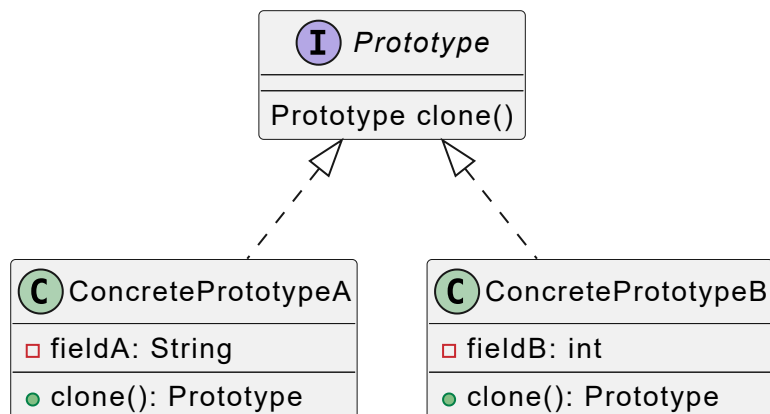 I Prototype
Prototype clone()
C ConcretePrototypeA
fieldA: String
clone(): Prototype
C ConcretePrototypeB
fieldB: int
clone(): Prototype